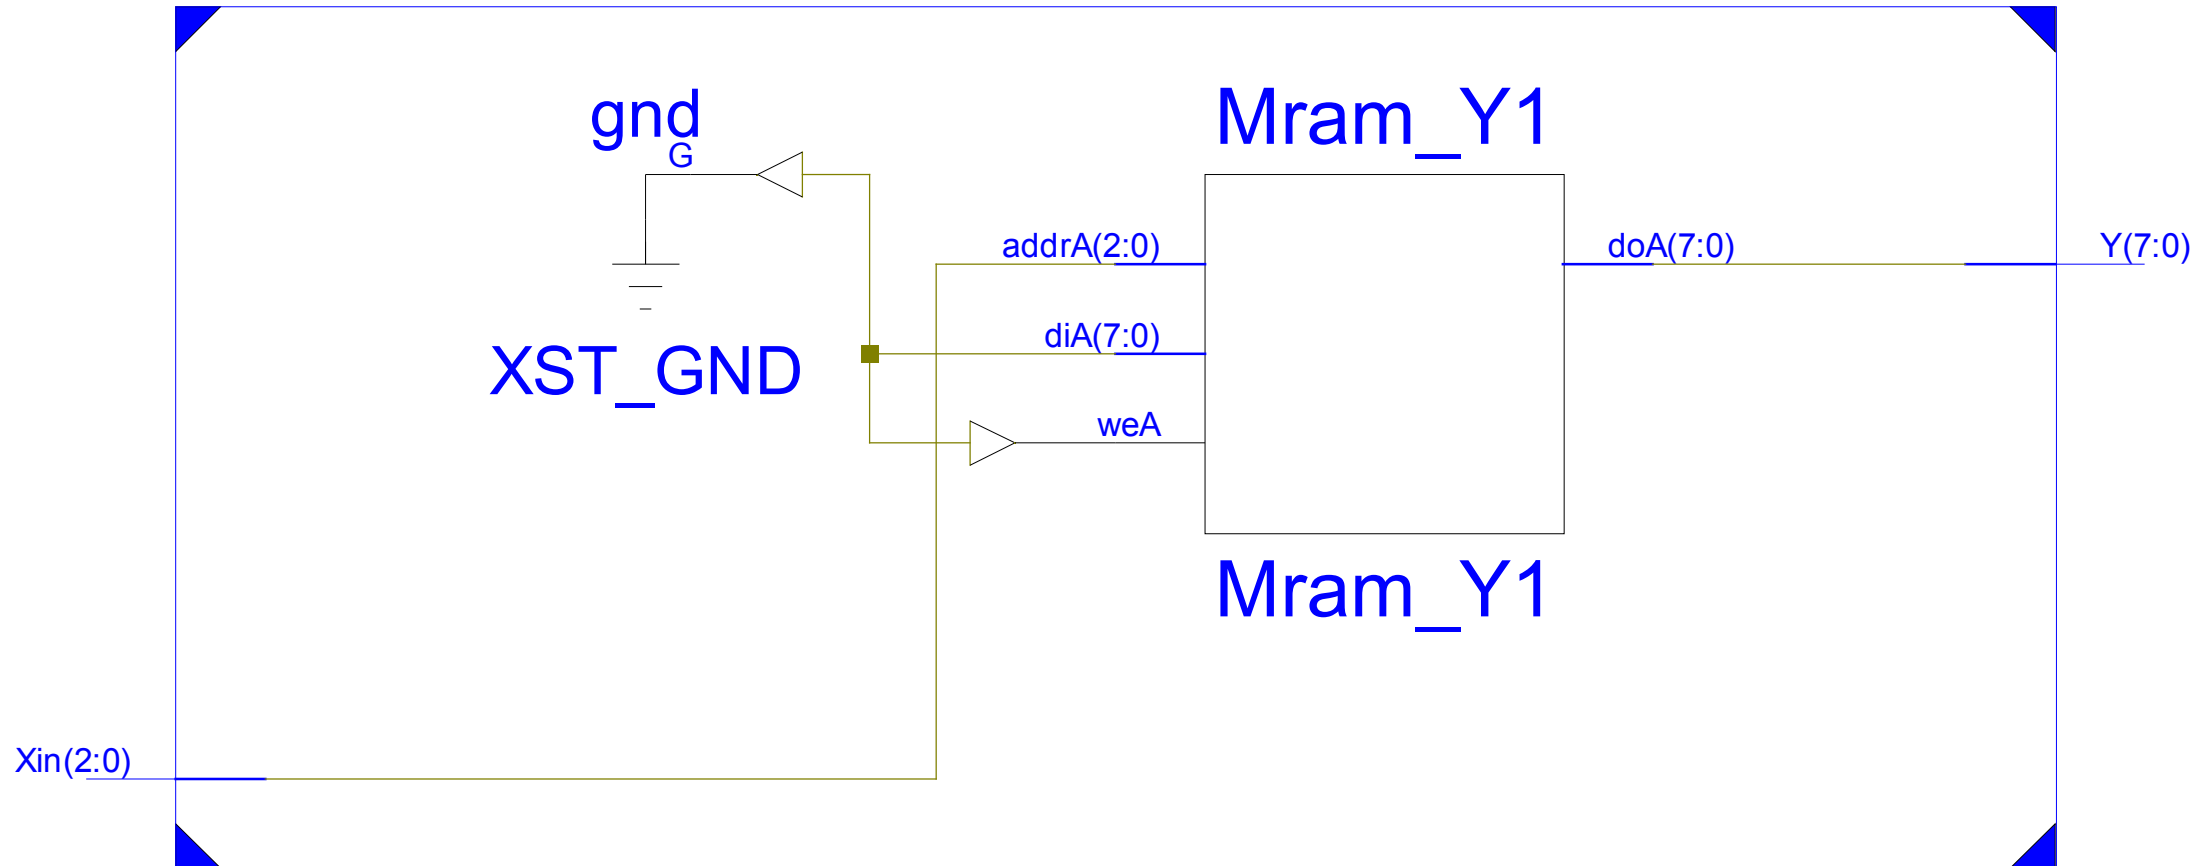 gnd
G
XST_GND
Mram_Y1
addrA(2:0)
diA(7:0)
weA
doA(7:0)
Mram_Y1
Y(7:0)
Xin(2:0)